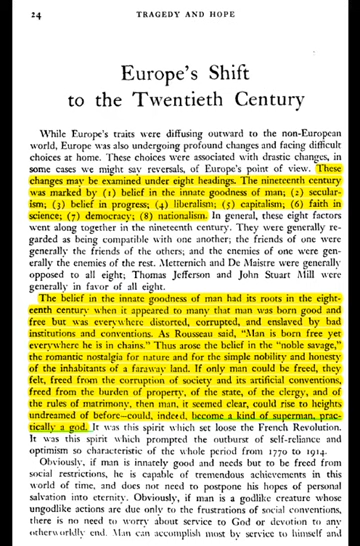 24
TRAGEDY AND HOPE
Europe's Shift
to the Twentieth Century
While Europe's traits were diffusing outward to the non-European
world, Europe was also undergoing profound changes and facing difficult
choices at home. These choices were associated with drastic changes, in
some cases we might say reversals, of Europe's point of view. These
changes may be examined under eight headings. The nineteenth century
was marked by (1) belief in the innate goodness of man; (2) secular-
ism; (3) belief in progress; (4) liberalism; (5) capitalism; (6) faith in
science; (7) democracy; (8) nationalism. In general, these eight factors
went along together in the nineteenth century. They were generally re-
garded as being compatible with one another; the friends of one were
generally the friends of the others; and the enemies of one were gen-
erally the enemies of the rest. Metternich and De Maistre were generally
opposed to all eight; Thomas Jefferson and John Stuart Mill were
generally in favor of all eight.
The belief in the innate goodness of man had its roots in the eight-
eenth century when it appeared to many that man was born good and
free but was everywhere distorted, corrupted, and enslaved by bad
institutions and conventions. As Rousseau said, "Man is born free yet
everywhere he is in chains." Thus arose the belief in the "noble savage,"
the romantic nostalgia for nature and for the simple nobility and honesty
of the inhabitants of a faraway land. If only man could be freed, they
felt, freed from the corruption of society and its artificial conventions,
freed from the burden of property, of the state, of the clergy, and of
the rules of matrimony, then man, it seemed clear, could rise to heights
undreamed of before—could, indeed, become a kind of superman, prac-
tically a god. It was this spirit which set loose the French Revolution.
It was this spirit which prompted the outburst of self-reliance and
optimism so characteristic of the whole period from 1770 to 1914.
Obviously, if man is innately good and needs but to be freed from
social restrictions, he is capable of tremendous achievements in this
world of time, and does not need to postpone his hopes of personal
salvation into eternity. Obviously, if man is a godlike creature whose
ungodlike actions are due only to the frustrations of social conventions,
there is no need to worry about service to God or devotion to any
otherworldly end. Man can accomplish most by service to himself and